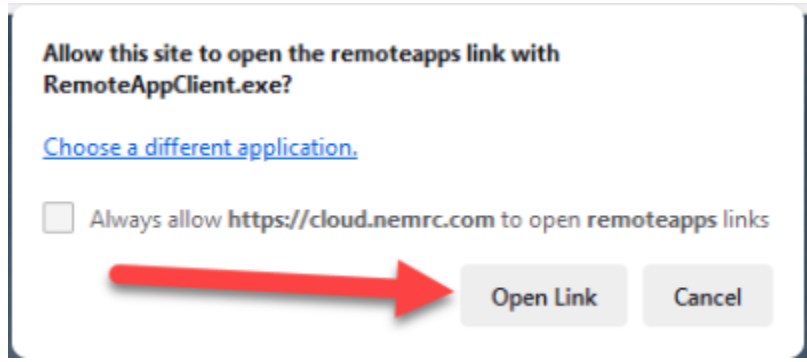 Allow this site to open the remoteapps link with
RemoteAppClient.exe?
Choose a different application.
Always allow https://cloud.nemrc.com to open remoteapps links
Open Link Cancel